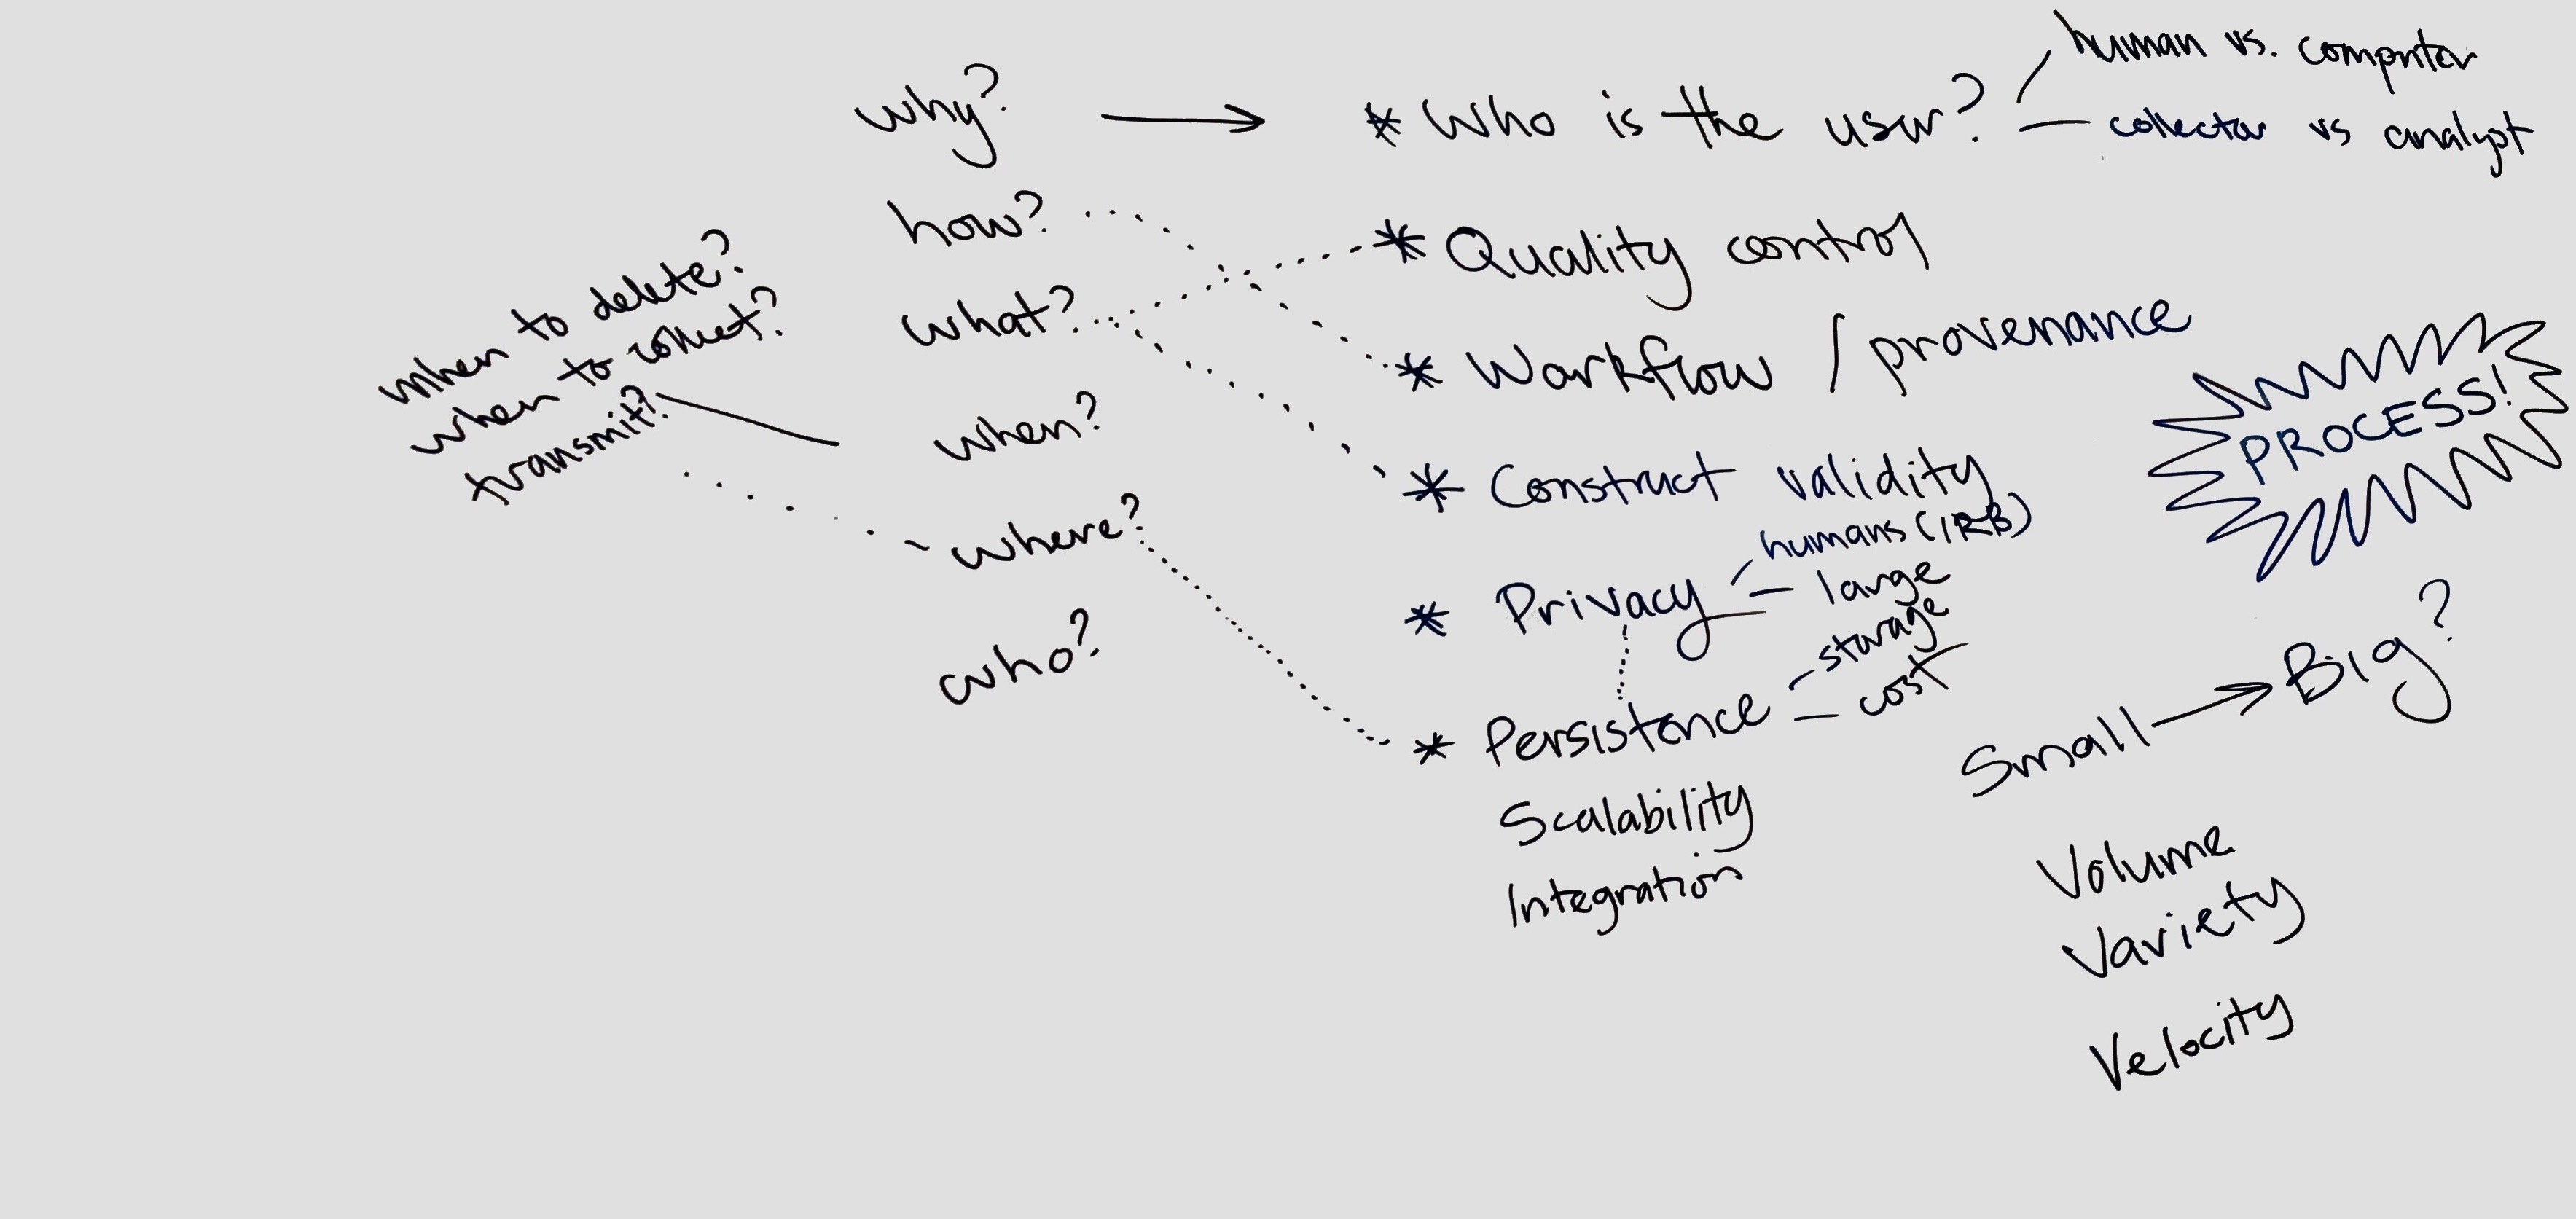 why?
how?
what?
when?
where?
who?
when to delete?
when to collect?
transmit?
* Who is the user?
human vs. computer
collector vs analyst
* Quality control
* Workflow / provenance
* Construct validity
* Privacy
humans (IRB)
large
storage
cost
* Persistence
Scalability
Integration
PROCESS!
Small → Big?
Volume
Variety
Velocity